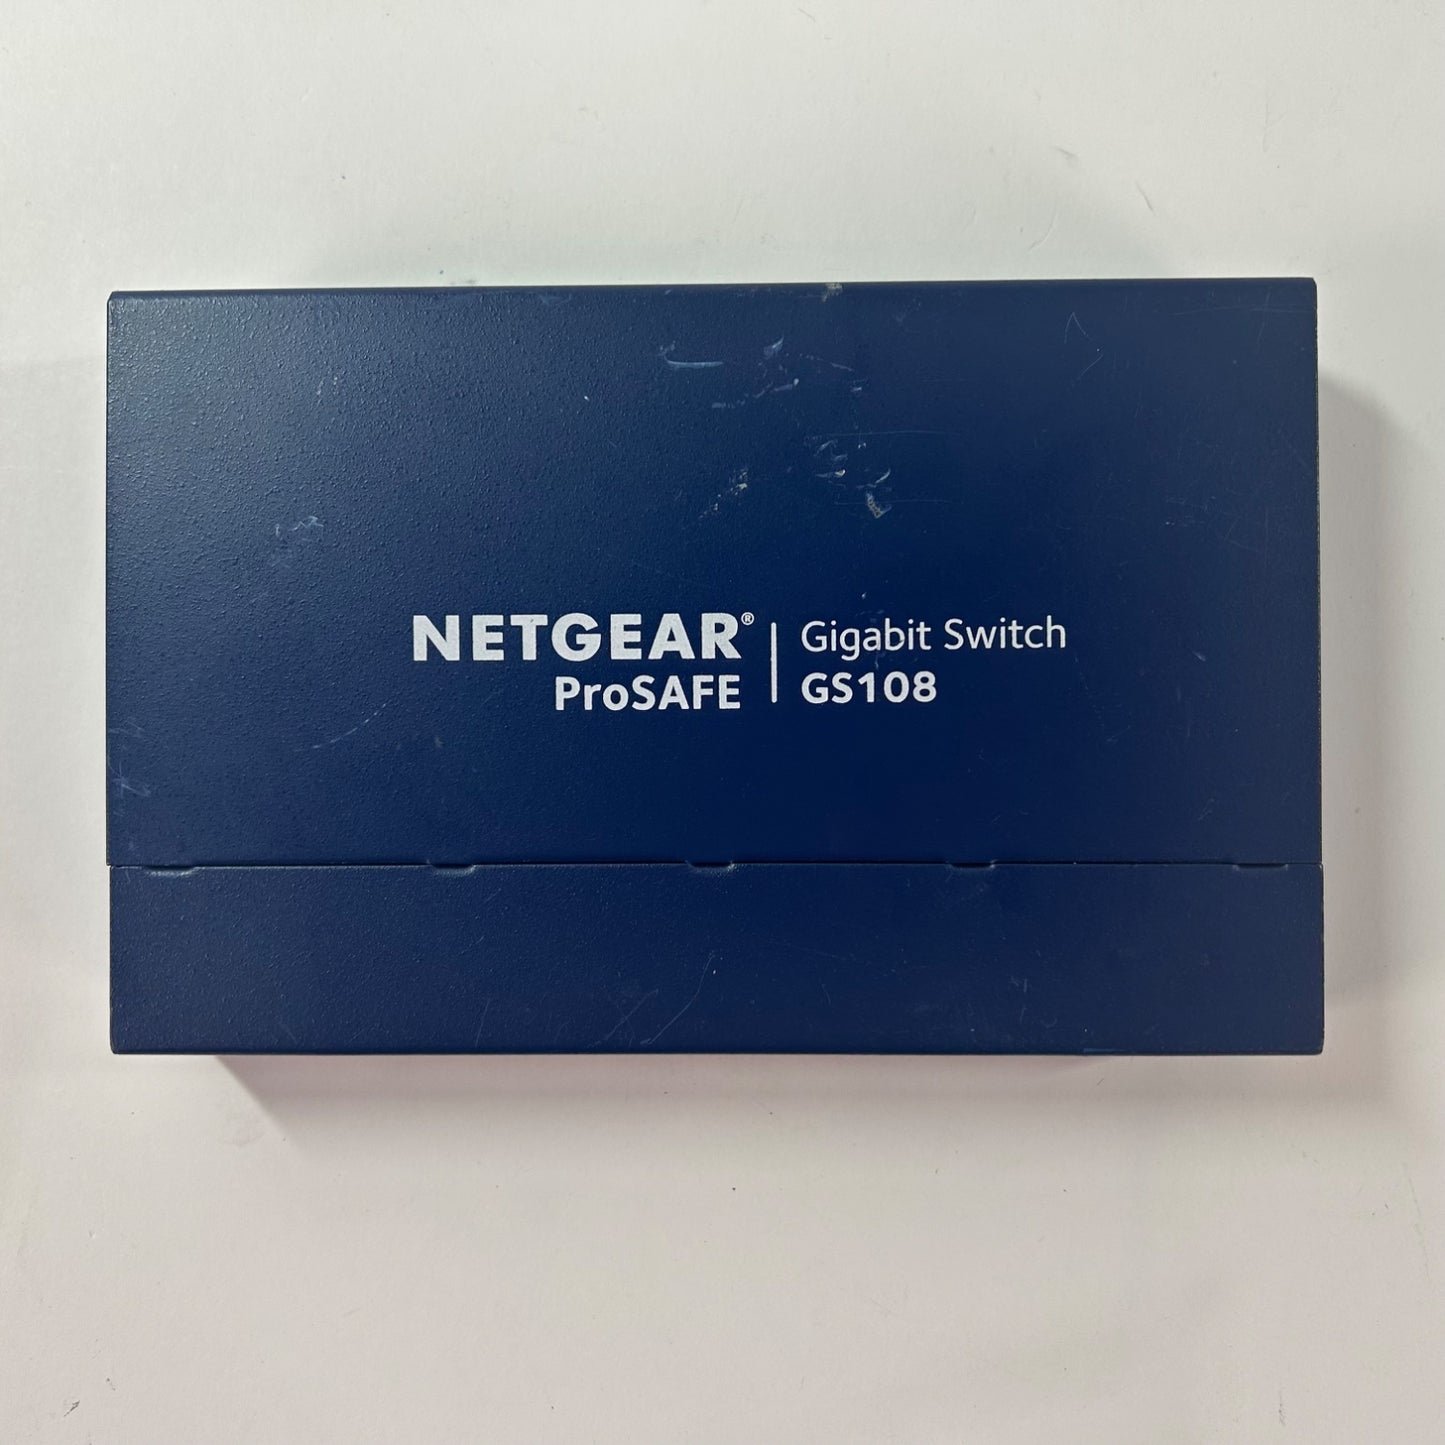 NETGEAR®
ProSAFE
Gigabit Switch
GS108